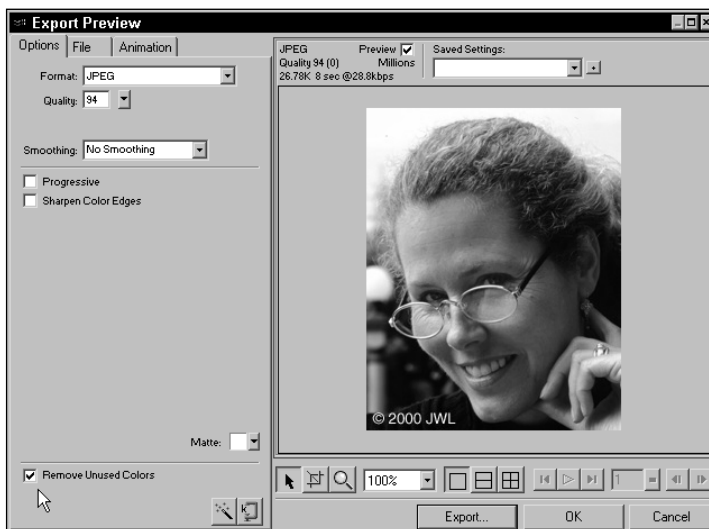 Export Preview
Options File Animation
Format: JPEG
Quality: 94
Smoothing: No Smoothing
Progressive
Sharpen Color Edges
Matte:
Remove Unused Colors
JPEG Preview
Quality 94 (0) Millions
26.78K 8 sec @28.8kbps
Saved Settings:
© 2000 JWL
100%
1
Export... OK Cancel